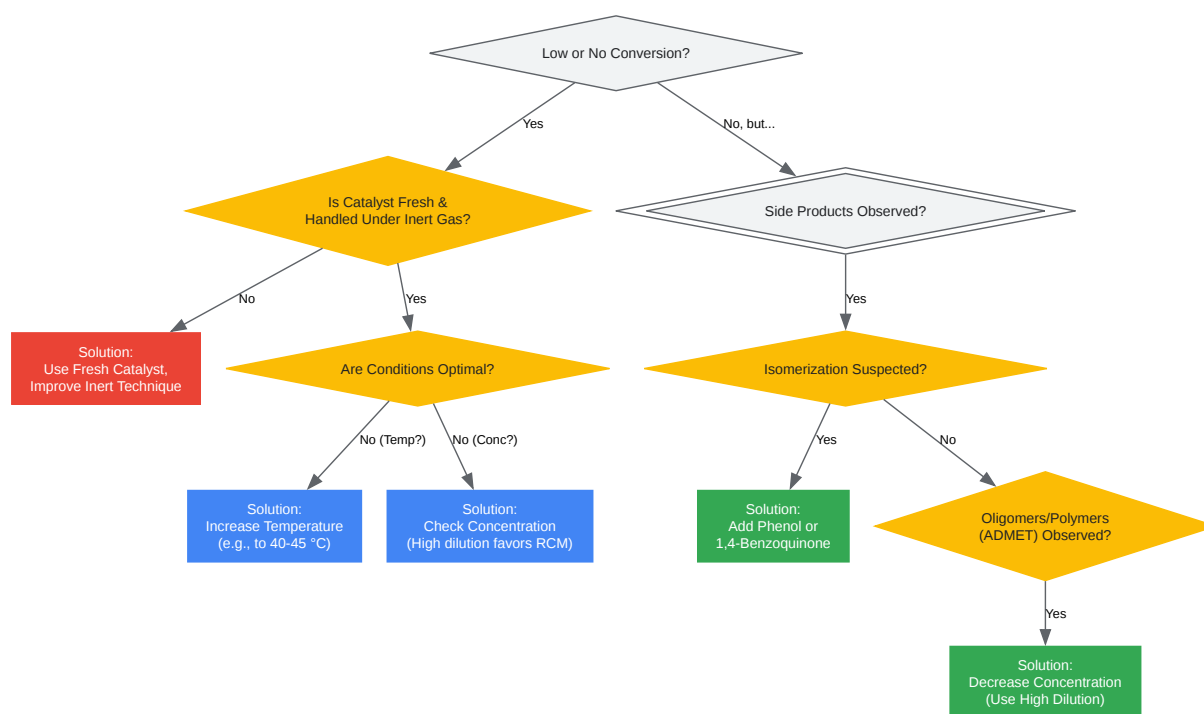 Low or No Conversion?
Yes
No, but...
Is Catalyst Fresh &
Handled Under Inert Gas?
Side Products Observed?
No
Yes
Yes
Solution:
Use Fresh Catalyst,
Improve Inert Technique
Are Conditions Optimal?
Isomerization Suspected?
No (Temp?)
No (Conc?)
Yes
No
Solution:
Increase Temperature
(e.g., to 40-45 °C)
Solution:
Check Concentration
(High dilution favors RCM)
Solution:
Add Phenol or
1,4-Benzoquinone
Oligomers/Polymers
(ADMET) Observed?
Yes
Solution:
Decrease Concentration
(Use High Dilution)